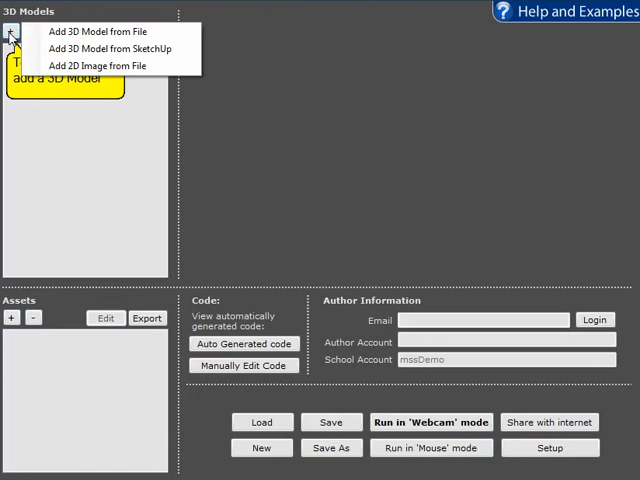 3D Models
Help and Examples
+
Add 3D Model from File
Add 3D Model from SketchUp
Add 2D Image from File
add a 3D Model
Assets
+ - Edit Export
Code:
View automatically
generated code:
Auto Generated code
Manually Edit Code
Author Information
Email Login
Author Account
School Account mssDemo
Load Save Run in 'Webcam' mode Share with internet
New Save As Run in 'Mouse' mode Setup